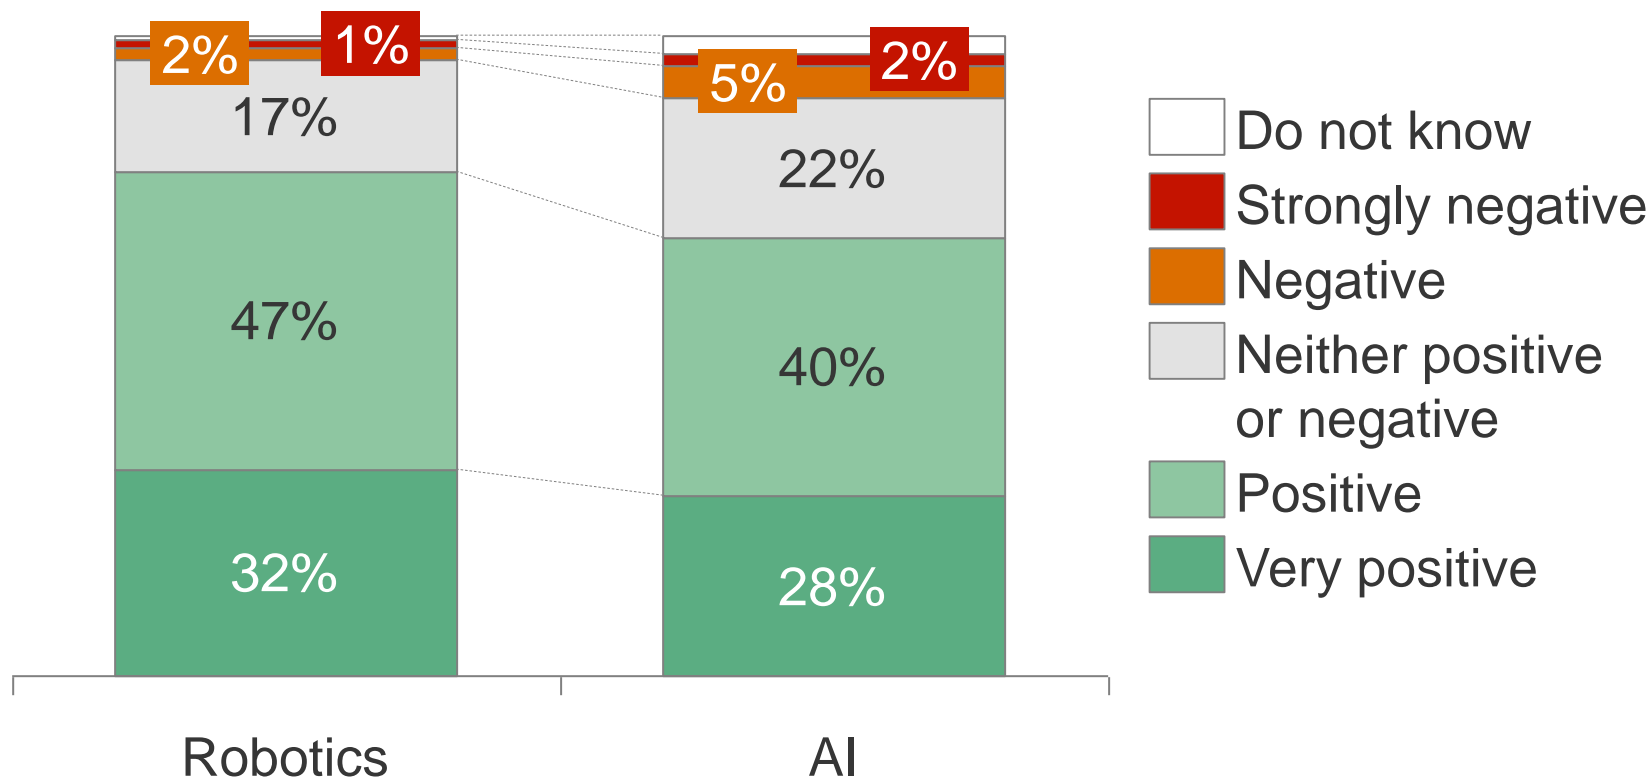 2%
1%
17%
47%
32%
5%
2%
22%
40%
28%
Do not know
Strongly negative
Negative
Neither positive
or negative
Positive
Very positive
Robotics
AI